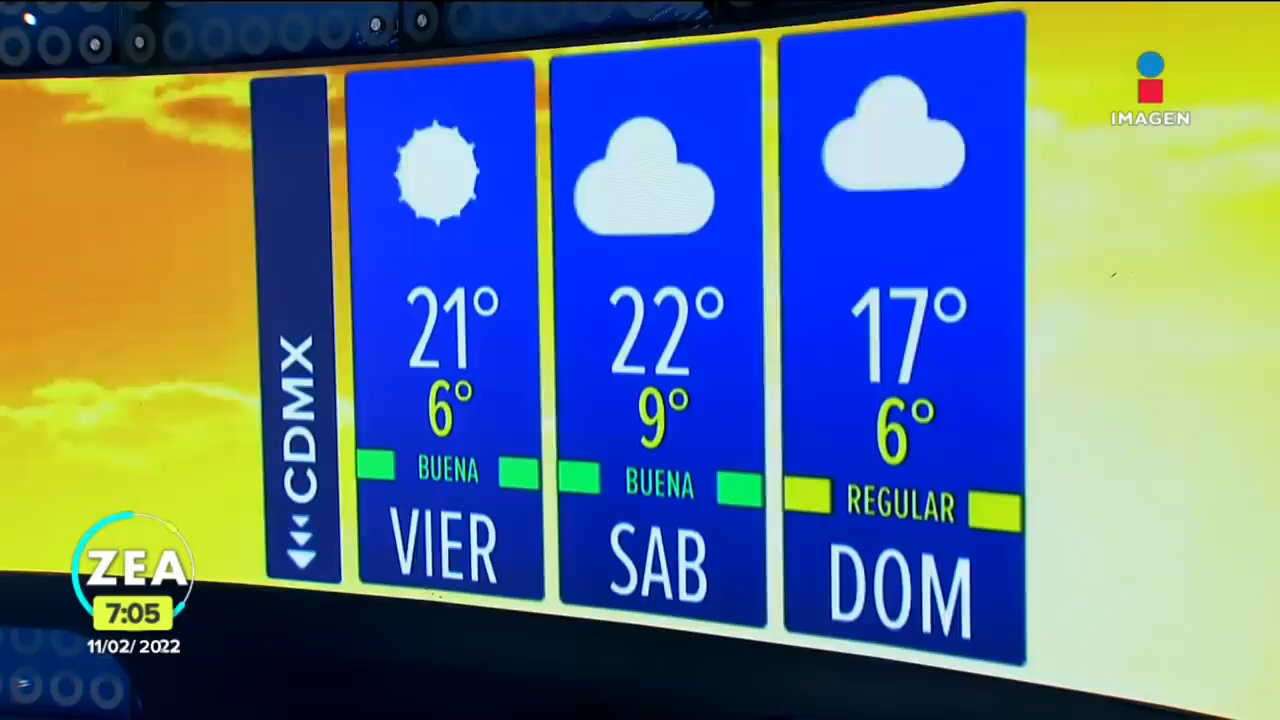 IMAGEN
CDMX
21°
6°
BUENA
VIER
22°
9°
BUENA
SAB
17°
6°
REGULAR
DOM
ZEA
7:05
11/02/2022